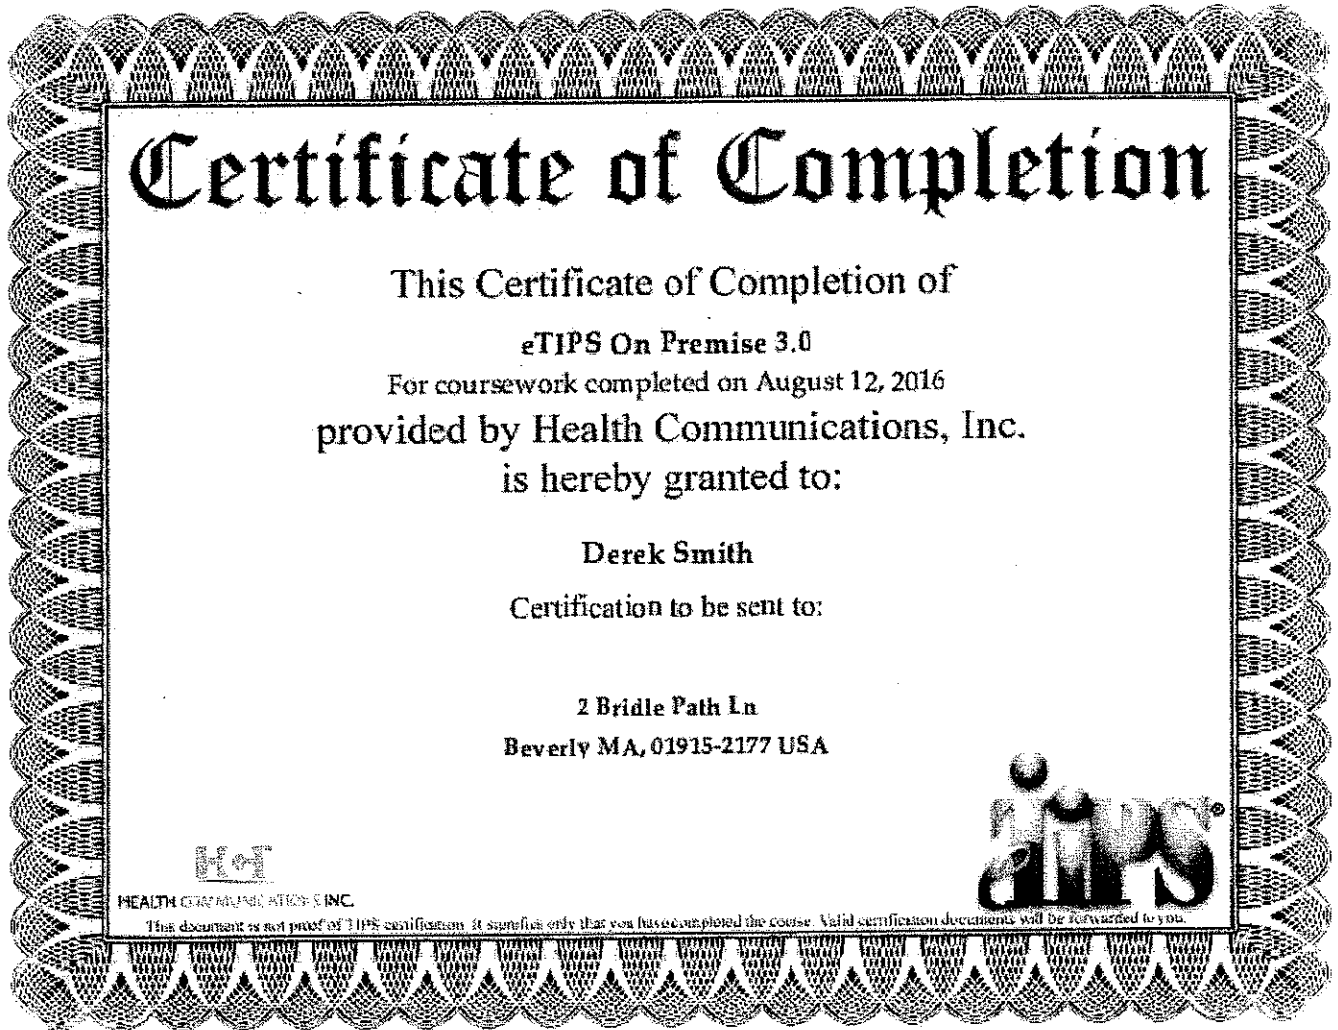 Certificate of Completion
This Certificate of Completion of
eTIPS On Premise 3.0
For coursework completed on August 12, 2016
provided by Health Communications, Inc.
is hereby granted to:
Derek Smith
Certification to be sent to:
2 Bridle Path Ln
Beverly MA, 01915-2177 USA
eTIPS®
HEALTH COMMUNICATIONS INC.
This document is not proof of TIPS certification. It signifies only that you have completed the course. Valid certification documents will be forwarded to you.